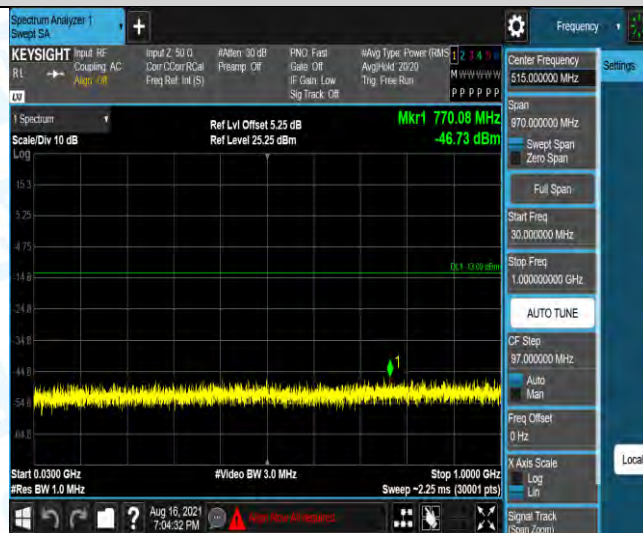 Spectrum Analyzer 1
Swept SA
Frequency
KEYSIGHT
Input: RF
Coupling: AC
Align: Off
Input Z: 50 Ω
Corr CCorr RCal
Freq Ref: Int (S)
#Atten: 30 dB
Preamp: Off
PNO: Fast
Gate: Off
IF Gain: Low
Sig Track: Off
#Avg Type: Power (RMS
Avg|Hold: 20/20
Trig: Free Run
1 2 3 4 5 6
M W W W W W
P P P P P P
RL
LXI
1 Spectrum
Scale/Div 10 dB
Log
Ref Lvl Offset 5.25 dB
Ref Level 25.25 dBm
Mkr1 770.08 MHz
-46.73 dBm
15.3
5.25
-4.75
-14.8
-24.8
-34.8
-44.8
-54.8
-64.8
DL1 -13.00 dBm
1
Start 0.0300 GHz
#Res BW 1.0 MHz
#Video BW 3.0 MHz
Stop 1.0000 GHz
Sweep ~2.25 ms (30001 pts)
Aug 16, 2021
7:04:32 PM
Center Frequency
515.000000 MHz
Span
970.000000 MHz
Swept Span
Zero Span
Full Span
Start Freq
30.000000 MHz
Stop Freq
1.000000000 GHz
AUTO TUNE
CF Step
97.000000 MHz
Auto
Man
Freq Offset
0 Hz
X Axis Scale
Log
Lin
Signal Track
(Span Zoom)
Settings
Local